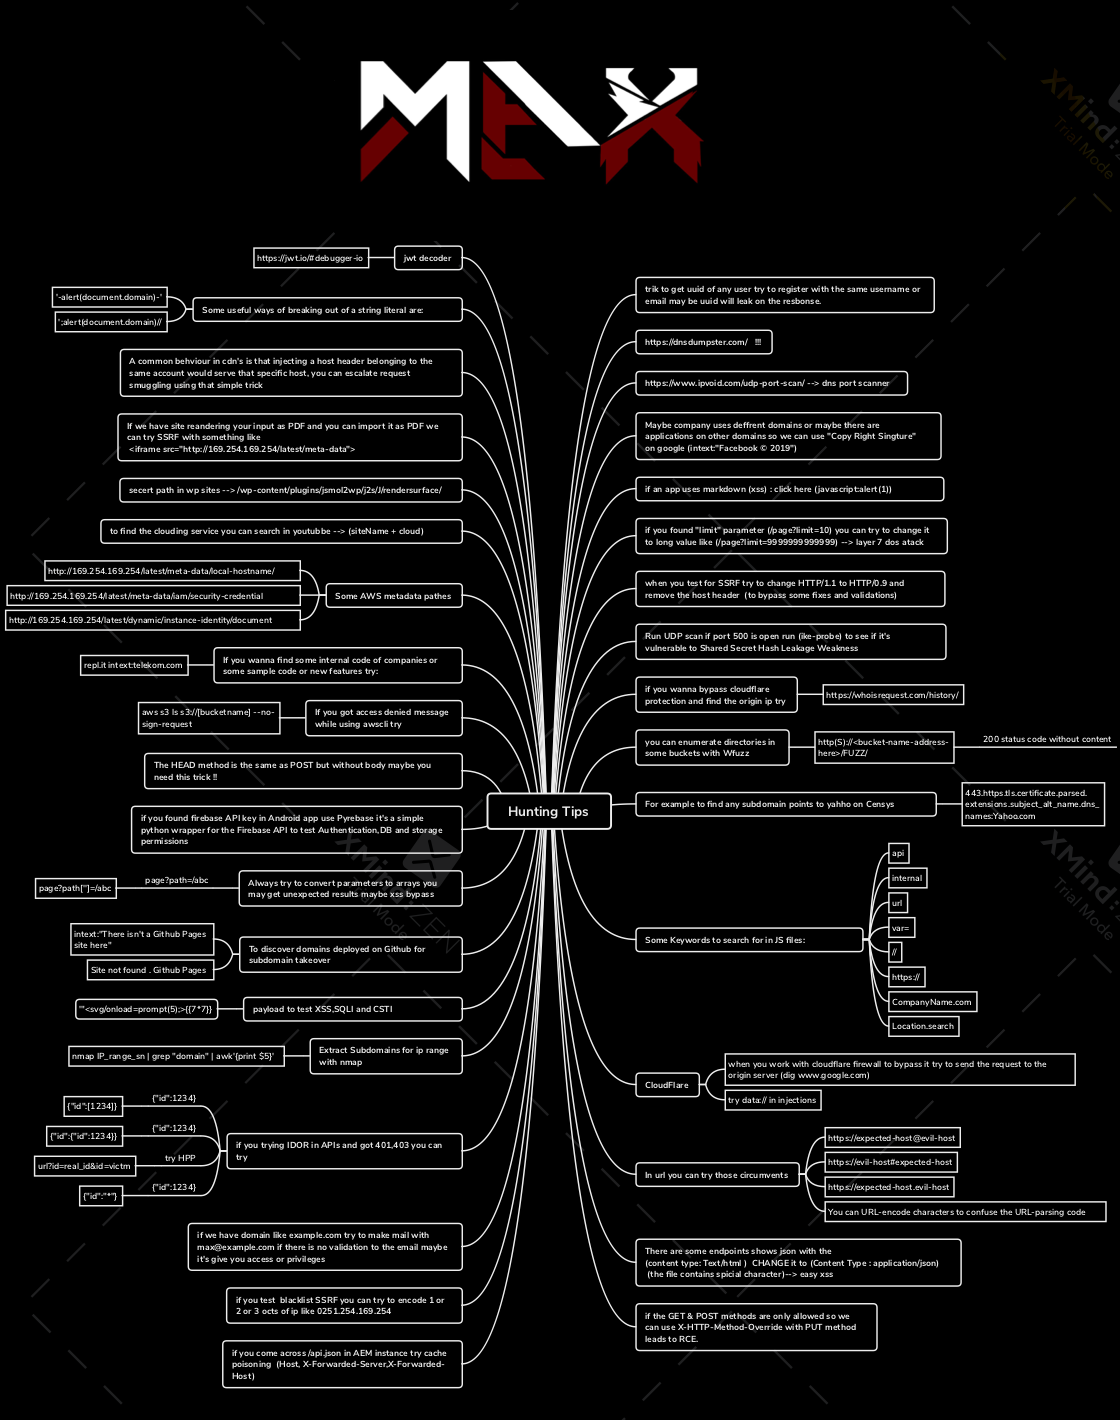 MEX
XMind: ZEN
Trial Mode
https://jwt.io/#debugger-io
jwt decoder
'-alert(document.domain)-'
';alert(document.domain)//
Some useful ways of breaking out of a string literal are:
A common behviour in cdn's is that injecting a host header belonging to the
same account would serve that specific host, you can escalate request
smuggling using that simple trick
If we have site reandering your input as PDF and you can import it as PDF we
can try SSRF with something like
<iframe src="http://169.254.169.254/latest/meta-data">
secert path in wp sites --> /wp-content/plugins/jsmol2wp/j2s/J/rendersurface/
to find the clouding service you can search in youtubbe --> (siteName + cloud)
http://169.254.169.254/latest/meta-data/local-hostname/
http://169.254.169.254/latest/meta-data/iam/security-credential
http://169.254.169.254/latest/dynamic/instance-identity/document
Some AWS metadata pathes
repl.it intext:telekom.com
If you wanna find some internal code of companies or
some sample code or new features try:
aws s3 ls s3://[bucketname] --no-
sign-request
If you got access denied message
while using awscli try
The HEAD method is the same as POST but without body maybe you
need this trick !!
if you found firebase API key in Android app use Pyrebase it's a simple
python wrapper for the Firebase API to test Authentication,DB and storage
permissions
page?path['']=/abc
page?path=/abc
Always try to convert parameters to arrays you
may get unexpected results maybe xss bypass
intext:"There isn't a Github Pages
site here"
Site not found . Github Pages
To discover domains deployed on Github for
subdomain takeover
'"<svg/onload=prompt(5);>{{7*7}}
payload to test XSS,SQLI and CSTI
nmap IP_range_sn | grep "domain" | awk'{print $5}'
Extract Subdomains for ip range
with nmap
{"id":[1234]}
{"id":1234}
{"id":{"id":1234}}
{"id":1234}
url?id=real_id&id=victm
try HPP
{"id":"*"}
{"id":1234}
if you trying IDOR in APIs and got 401,403 you can
try
if we have domain like example.com try to make mail with
max@example.com if there is no validation to the email maybe
it's give you access or privileges
if you test  blacklist SSRF you can try to encode 1 or
2 or 3 octs of ip like 0251.254.169.254
if you come across /api.json in AEM instance try cache
poisoning  (Host, X-Forwarded-Server,X-Forwarded-
Host)
Hunting Tips
trik to get uuid of any user try to register with the same username or
email may be uuid will leak on the resbonse.
https://dnsdumpster.com/   !!!
https://www.ipvoid.com/udp-port-scan/ --> dns port scanner
Maybe company uses deffrent domains or maybe there are
applications on other domains so we can use "Copy Right Singture"
on google (intext:"Facebook © 2019")
if an app uses markdown (xss) : click here (javascript:alert(1))
if you found "limit" parameter (/page?limit=10) you can try to change it
to long value like (/page?limit=9999999999999) --> layer 7 dos atack
when you test for SSRF try to change HTTP/1.1 to HTTP/0.9 and
remove the host header  (to bypass some fixes and validations)
Run UDP scan if port 500 is open run (ike-probe) to see if it's
vulnerable to Shared Secret Hash Leakage Weakness
if you wanna bypass cloudflare
protection and find the origin ip try
https://whoisrequest.com/history/
you can enumerate directories in
some buckets with Wfuzz
http(S)://<bucket-name-address-
here>/FUZZ/
200 status code without content
For example to find any subdomain points to yahho on Censys
443.https.tls.certificate.parsed.
extensions.subject_alt_name.dns_
names:Yahoo.com
Some Keywords to search for in JS files:
api
internal
url
var=
//
https://
CompanyName.com
Location.search
CloudFlare
when you work with cloudflare firewall to bypass it try to send the request to the
origin server (dig www.google.com)
try data:// in injections
In url you can try those circumvents
https://expected-host@evil-host
https://evil-host#expected-host
https://expected-host.evil-host
You can URL-encode characters to confuse the URL-parsing code
There are some endpoints shows json with the
(content type: Text/html )  CHANGE it to (Content Type : application/json)
(the file contains spicial character)--> easy xss
if the GET & POST methods are only allowed so we
can use X-HTTP-Method-Override with PUT method
leads to RCE.
XMind: ZEN
Trial Mode
XMind:
Trial Mode